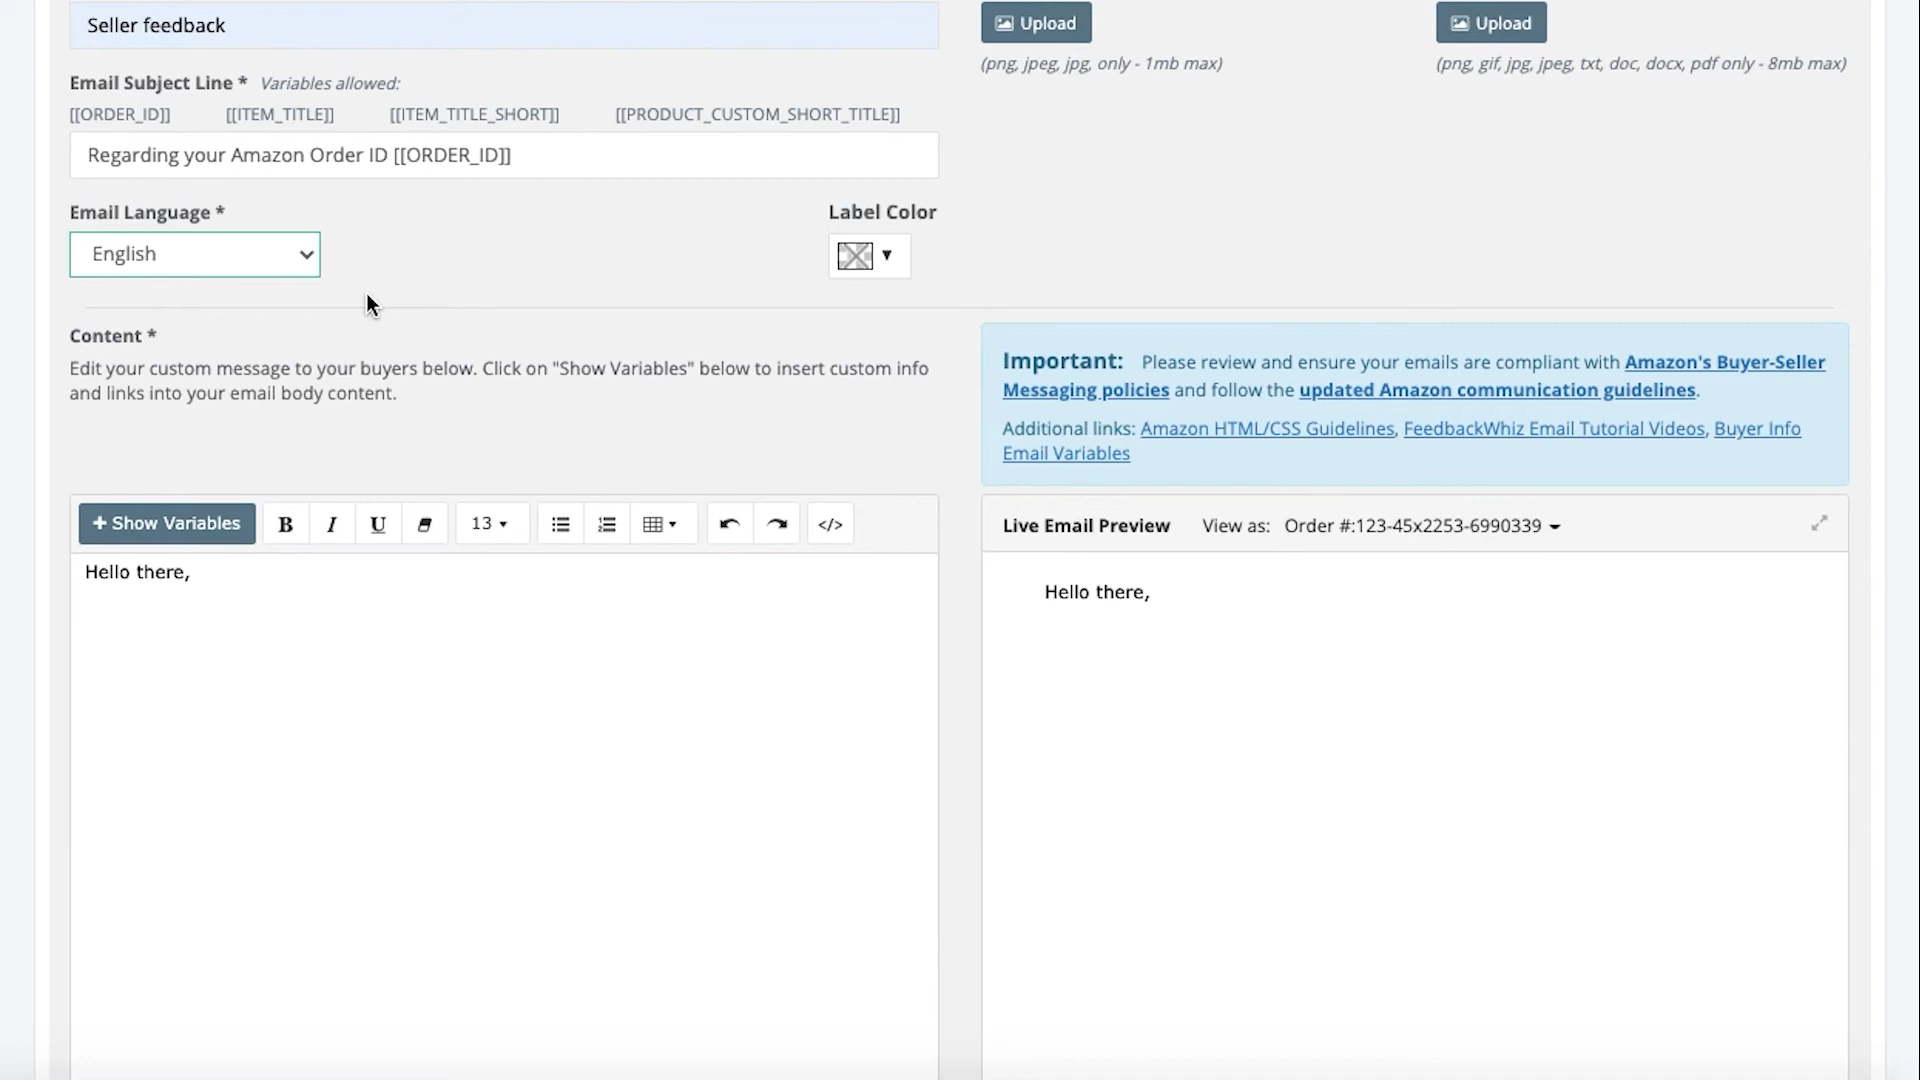 Seller feedback
Upload
Upload
(png, jpeg, jpg, only - 1mb max)
(png, gif, jpg, jpeg, txt, doc, docx, pdf only - 8mb max)
Email Subject Line * Variables allowed:
[[ORDER_ID]] [[ITEM_TITLE]] [[ITEM_TITLE_SHORT]] [[PRODUCT_CUSTOM_SHORT_TITLE]]
Regarding your Amazon Order ID [[ORDER_ID]]
Email Language *
Label Color
English
Content *
Edit your custom message to your buyers below. Click on "Show Variables" below to insert custom info
and links into your email body content.
Important: Please review and ensure your emails are compliant with Amazon's Buyer-Seller
Messaging policies and follow the updated Amazon communication guidelines.
Additional links: Amazon HTML/CSS Guidelines, FeedbackWhiz Email Tutorial Videos, Buyer Info
Email Variables
+ Show Variables B I U 13 </>
Live Email Preview View as: Order #:123-45x2253-6990339
Hello there,
Hello there,